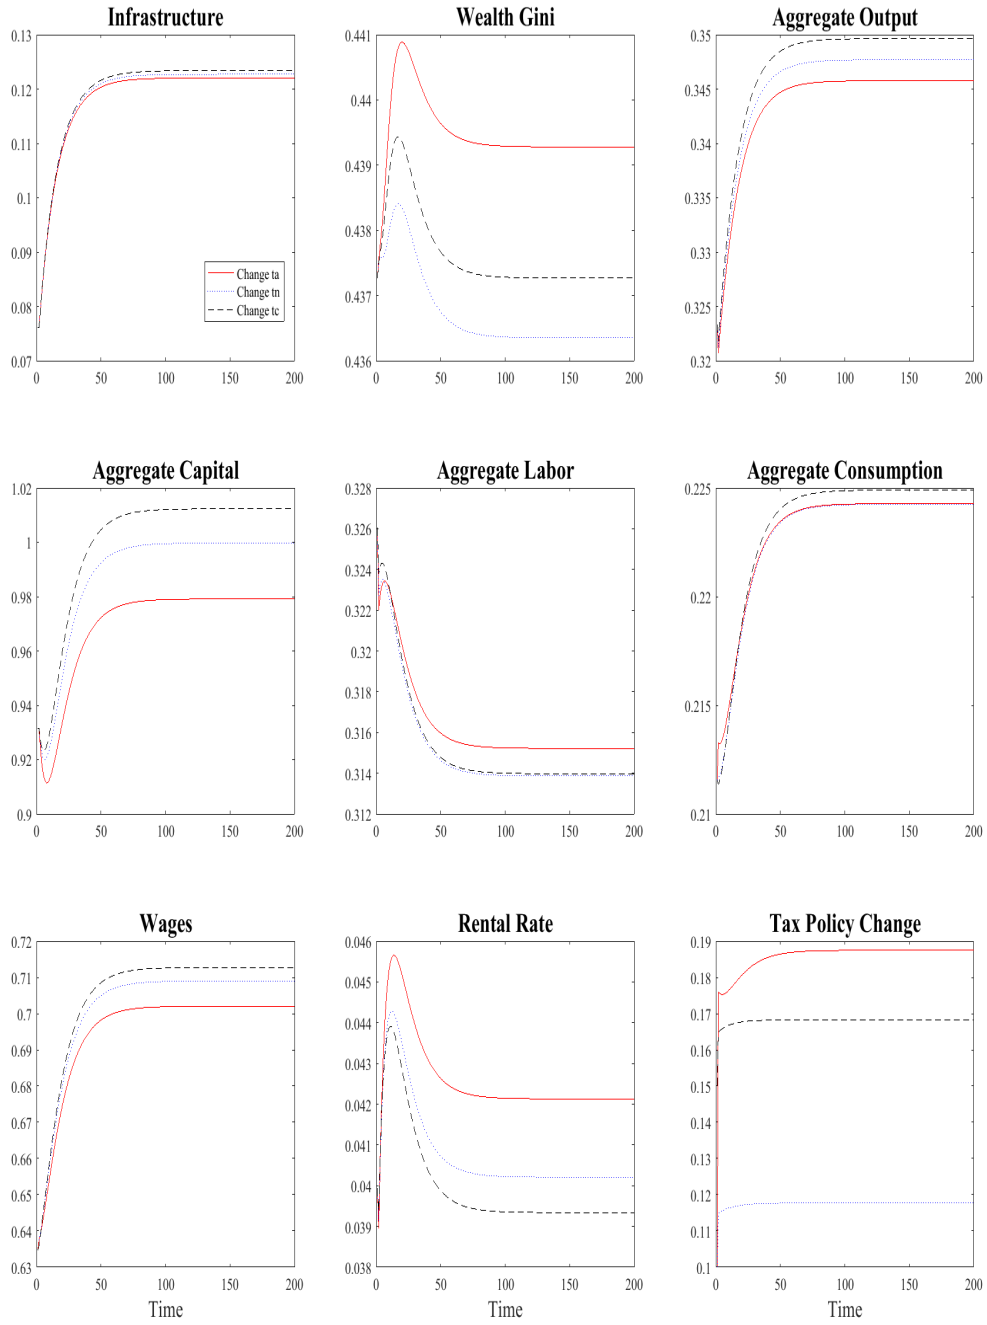 Infrastructure
0.13
0.12
0.11
0.1
0.09
0.08
0.07
0 50 100 150 200
Change ta
Change tn
Change tc
Wealth Gini
0.441
0.44
0.439
0.438
0.437
0.436
0 50 100 150 200
Aggregate Output
0.35
0.345
0.34
0.335
0.33
0.325
0.32
0 50 100 150 200
Aggregate Capital
1.02
1
0.98
0.96
0.94
0.92
0.9
0 50 100 150 200
Aggregate Labor
0.328
0.326
0.324
0.322
0.32
0.318
0.316
0.314
0.312
0 50 100 150 200
Aggregate Consumption
0.225
0.22
0.215
0.21
0 50 100 150 200
Wages
0.72
0.71
0.7
0.69
0.68
0.67
0.66
0.65
0.64
0.63
0 50 100 150 200
Time
Rental Rate
0.046
0.045
0.044
0.043
0.042
0.041
0.04
0.039
0.038
0 50 100 150 200
Time
Tax Policy Change
0.19
0.18
0.17
0.16
0.15
0.14
0.13
0.12
0.11
0.1
0 50 100 150 200
Time